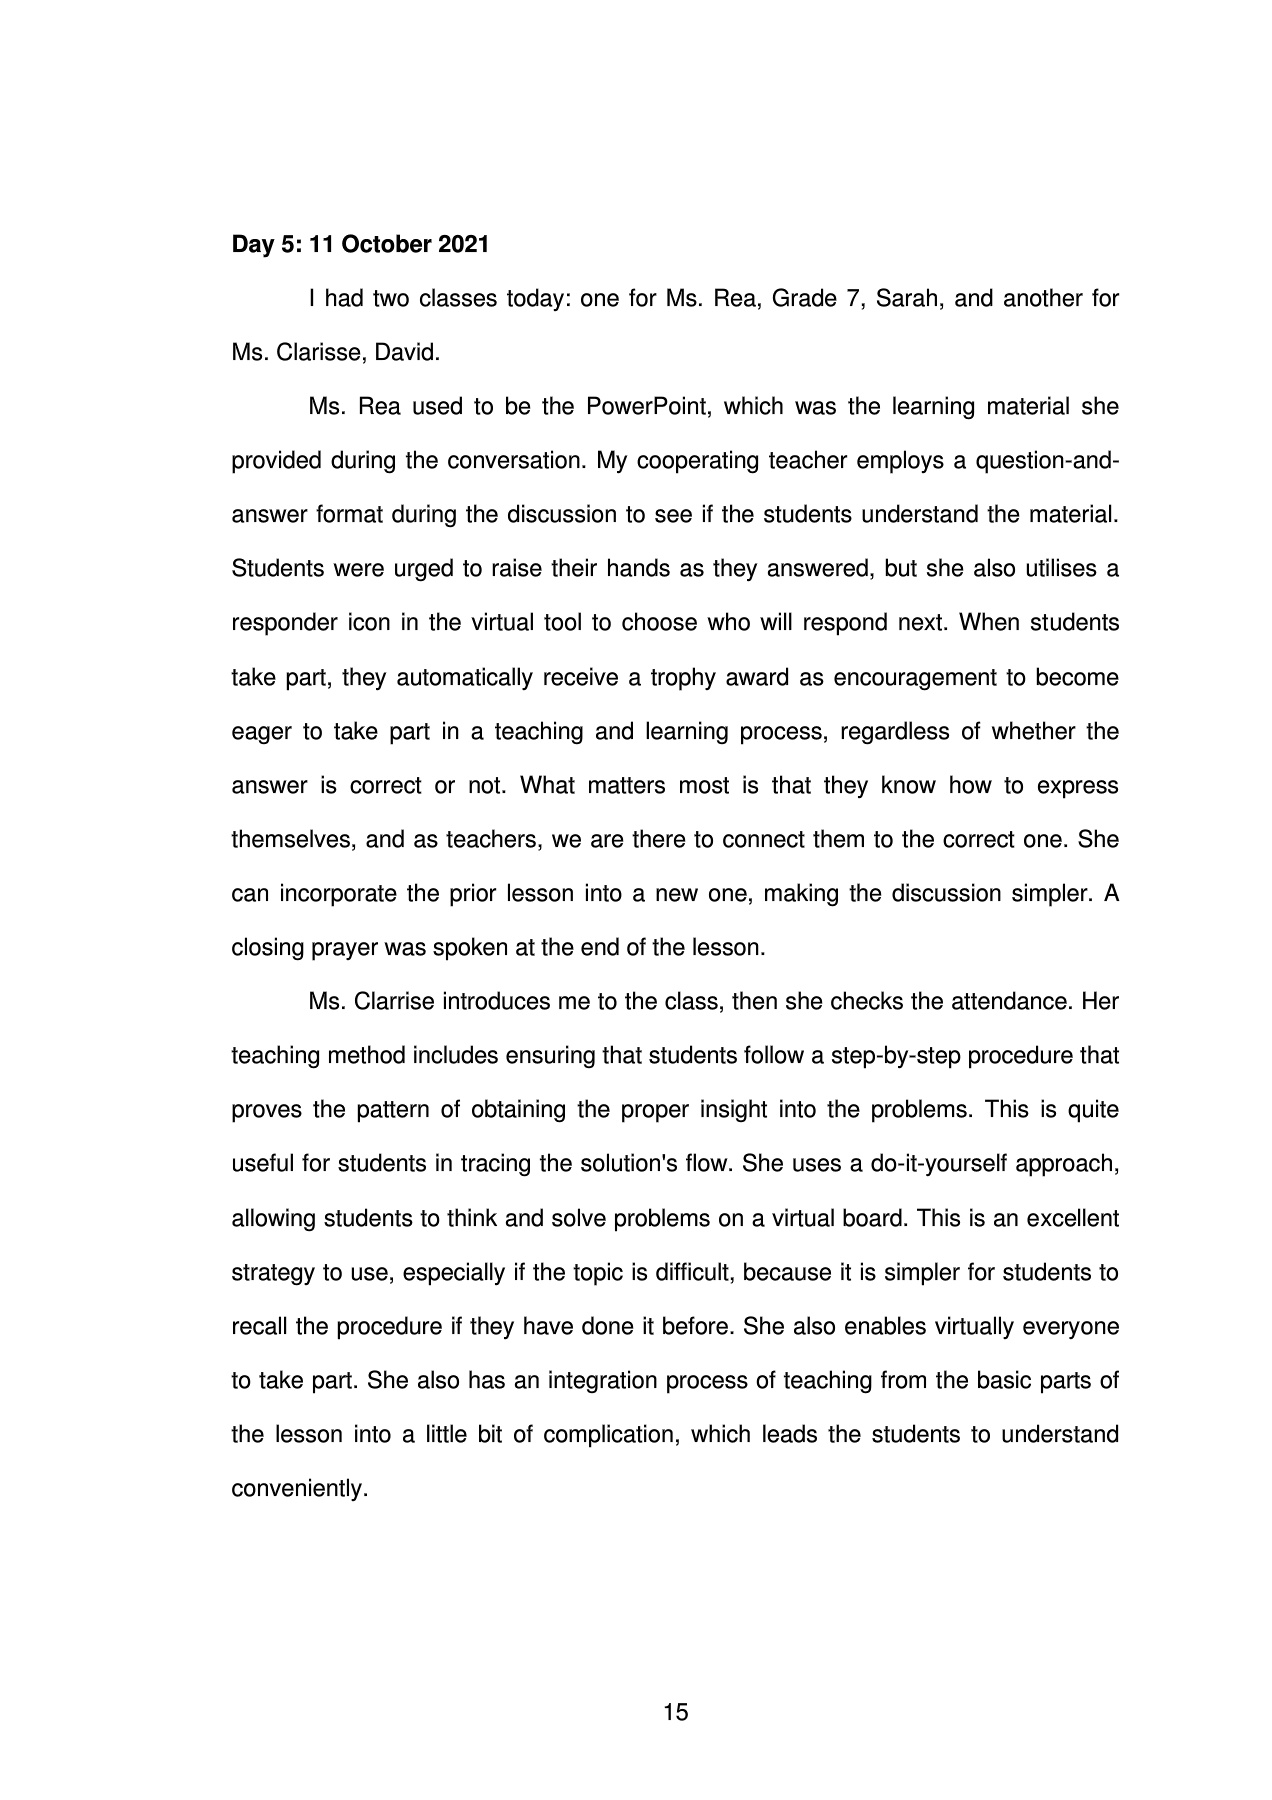 Day 5: 11 October 2021
I had two classes today: one for Ms. Rea, Grade 7, Sarah, and another for
Ms. Clarisse, David.
Ms. Rea used to be the PowerPoint, which was the learning material she
provided during the conversation. My cooperating teacher employs a question-and-
answer format during the discussion to see if the students understand the material.
Students were urged to raise their hands as they answered, but she also utilises a
responder icon in the virtual tool to choose who will respond next. When students
take part, they automatically receive a trophy award as encouragement to become
eager to take part in a teaching and learning process, regardless of whether the
answer is correct or not. What matters most is that they know how to express
themselves, and as teachers, we are there to connect them to the correct one. She
can incorporate the prior lesson into a new one, making the discussion simpler. A
closing prayer was spoken at the end of the lesson.
Ms. Clarrise introduces me to the class, then she checks the attendance. Her
teaching method includes ensuring that students follow a step-by-step procedure that
proves the pattern of obtaining the proper insight into the problems. This is quite
useful for students in tracing the solution's flow. She uses a do-it-yourself approach,
allowing students to think and solve problems on a virtual board. This is an excellent
strategy to use, especially if the topic is difficult, because it is simpler for students to
recall the procedure if they have done it before. She also enables virtually everyone
to take part. She also has an integration process of teaching from the basic parts of
the lesson into a little bit of complication, which leads the students to understand
conveniently.
15